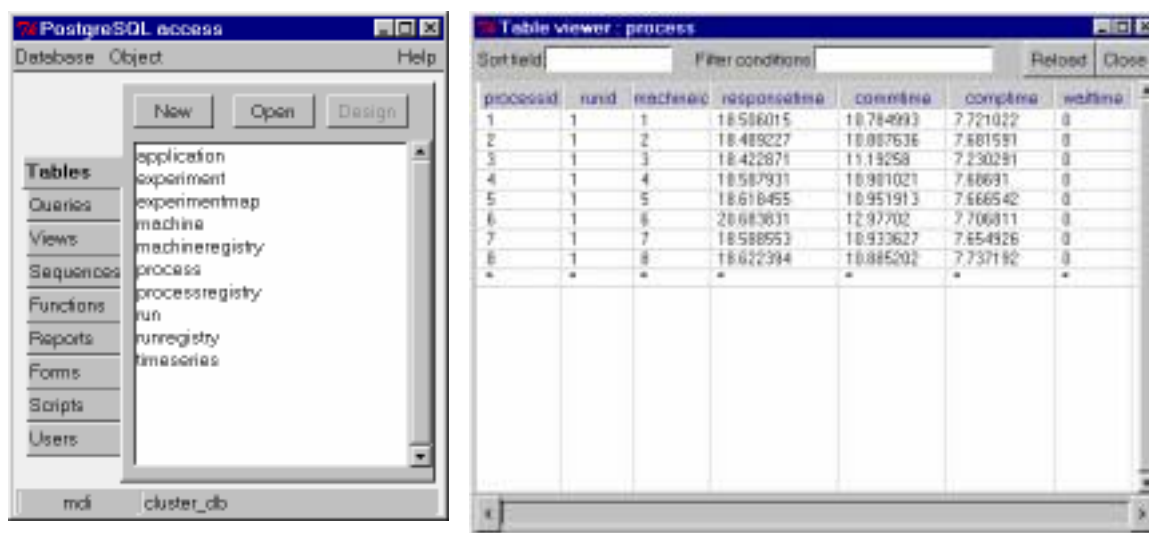 PostgreSQL access
Database Object Help
New Open Design
Tables
Queries
Views
Sequences
Functions
Reports
Forms
Scripts
Users
application
experiment
experimentmap
machine
machineregistry
process
processregistry
run
runregistry
timeseries
mdi cluster_db
Table viewer : process
Sort field Filter conditions Reload Close
processid runid machineid responsetime commtime comptime waittime
1 1 1 18.506015 10.784993 7.721022 0
2 1 2 18.489227 10.807636 7.681591 0
3 1 3 18.422871 11.19258 7.230291 0
4 1 4 18.587931 10.901021 7.68691 0
5 1 5 18.618455 10.951913 7.666542 0
6 1 6 20.683831 12.97702 7.706811 0
7 1 7 18.588553 10.933627 7.654926 0
8 1 8 18.622394 10.885202 7.737192 0
* * * * * * *